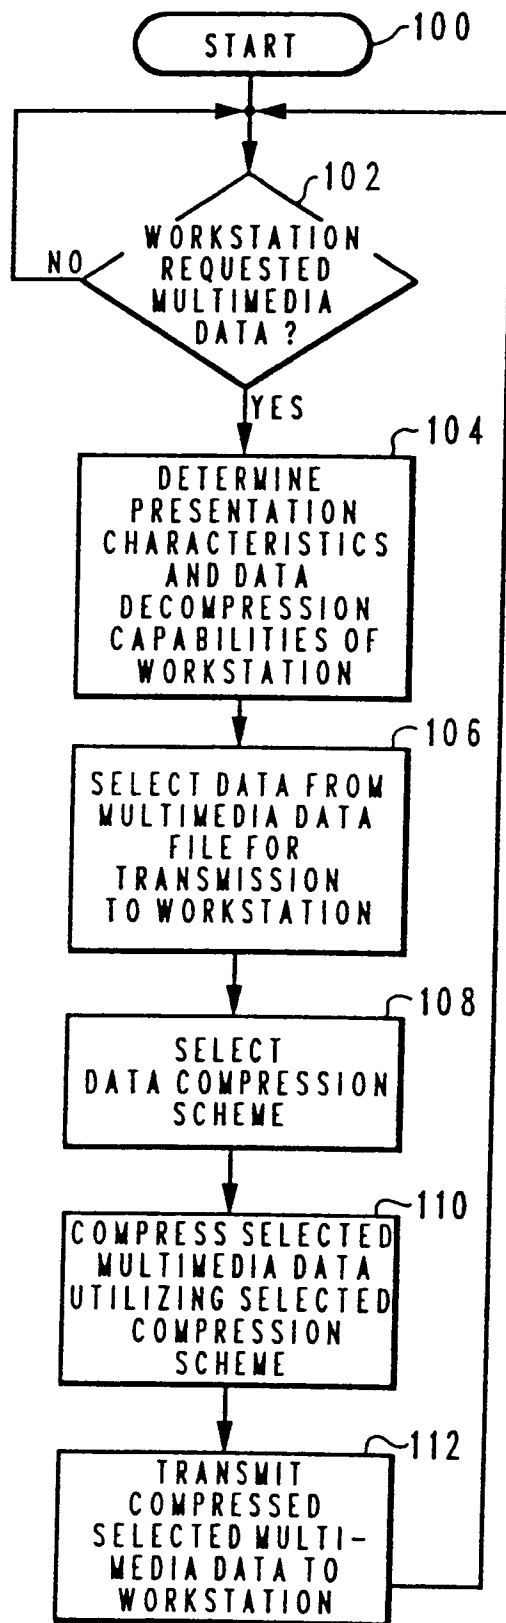 START
100
102
WORKSTATION
REQUESTED
MULTIMEDIA
DATA ?
NO
YES
104
DETERMINE
PRESENTATION
CHARACTERISTICS
AND DATA
DECOMPRESSION
CAPABILITIES OF
WORKSTATION
106
SELECT DATA FROM
MULTIMEDIA DATA
FILE FOR
TRANSMISSION
TO WORKSTATION
108
SELECT
DATA COMPRESSION
SCHEME
110
COMPRESS SELECTED
MULTIMEDIA DATA
UTILIZING SELECTED
COMPRESSION
SCHEME
112
TRANSMIT
COMPRESSED
SELECTED MULTI-
MEDIA DATA TO
WORKSTATION